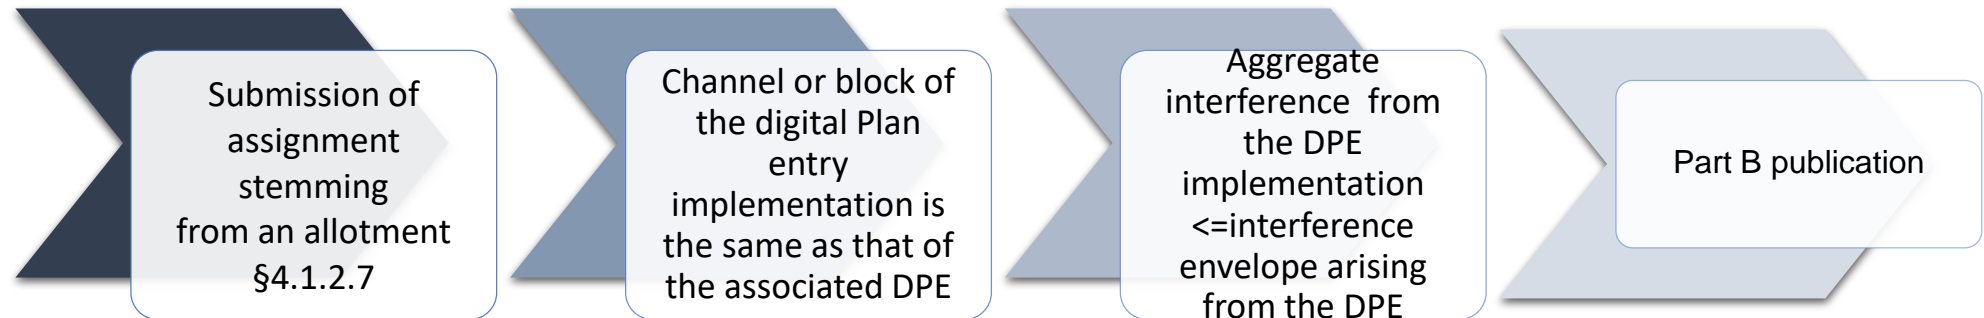 Submission of
assignment
stemming
from an allotment
§4.1.2.7
Channel or block of
the digital Plan
entry
implementation is
the same as that of
the associated DPE
Aggregate
interference from
the DPE
implementation
<=interference
envelope arising
from the DPE
Part B publication